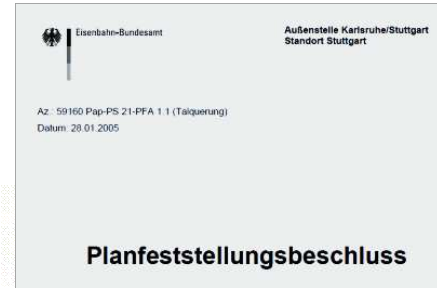 Eisenbahn-Bundesamt
Außenstelle Karlsruhe/Stuttgart
Standort Stuttgart
Az.: 59160 Pap-PS 21-PFA 1.1 (Talquerung)
Datum: 28.01.2005
Planfeststellungsbeschluss